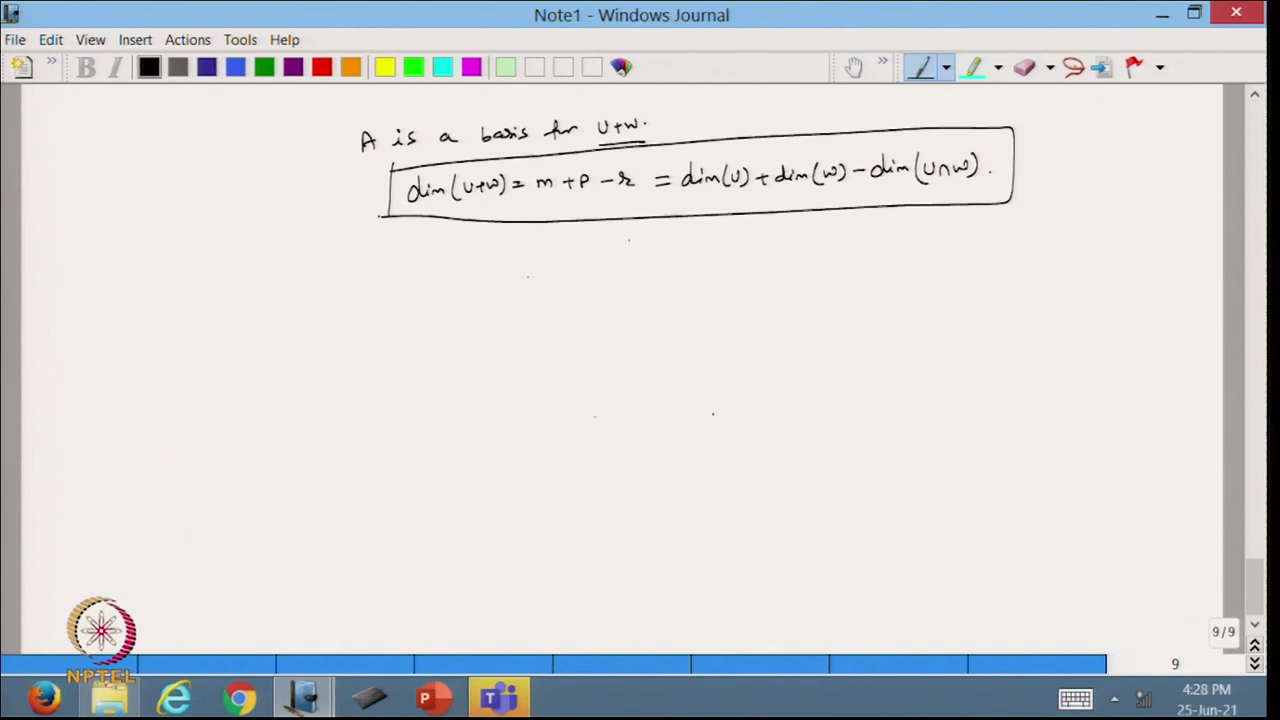 Note1 - Windows Journal
File Edit View Insert Actions Tools Help
B I
A is a basis for U+W.
dim(U+W) = m + p - r = dim(U) + dim(W) - dim(U∩W).
9/9
9
NPTEL
4:28 PM
25-Jun-21